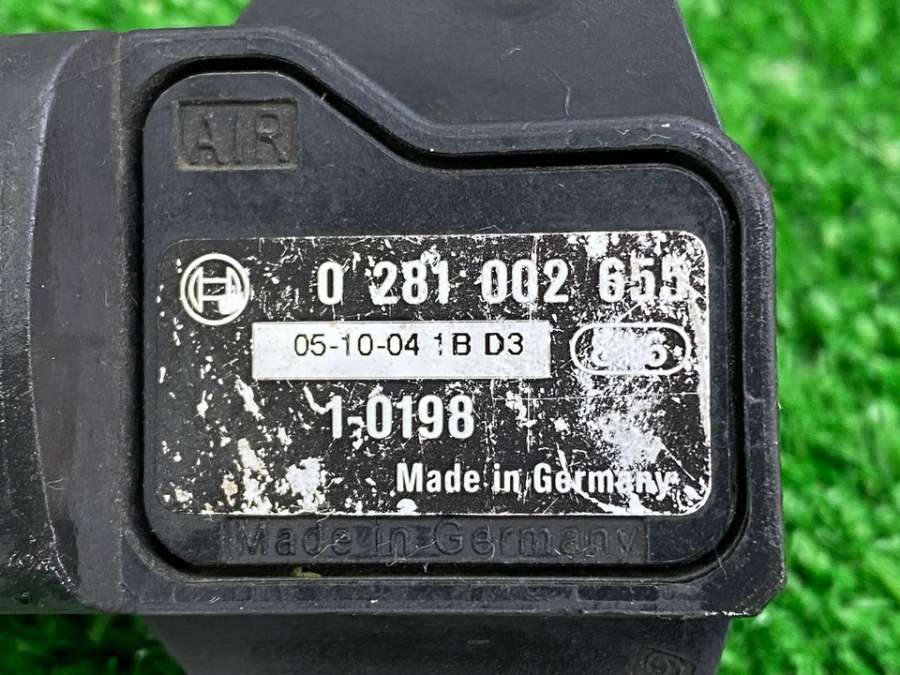 AIR
0 281 002 655
05-10-04 1B D3
1-0198
Made in Germany
Made in Germany